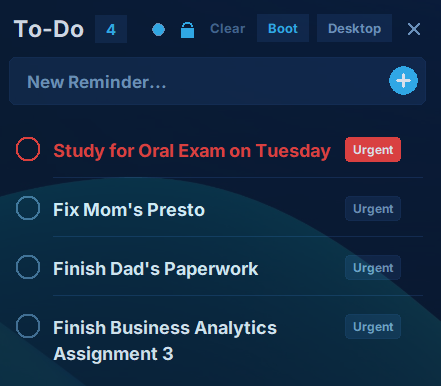 To-Do 4 Clear Boot Desktop
New Reminder...
Study for Oral Exam on Tuesday Urgent
Fix Mom's Presto Urgent
Finish Dad's Paperwork Urgent
Finish Business Analytics Urgent
Assignment 3